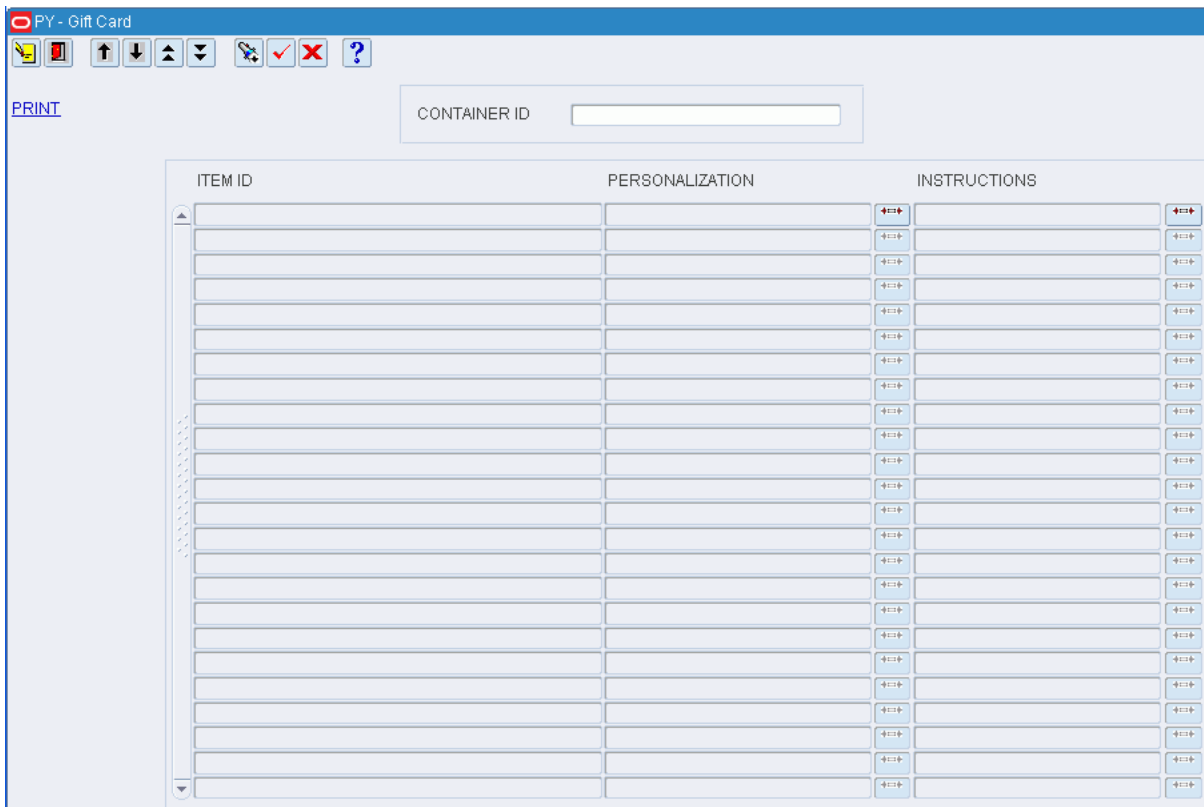 PY - Gift Card
?
PRINT
CONTAINER ID
ITEM ID PERSONALIZATION INSTRUCTIONS